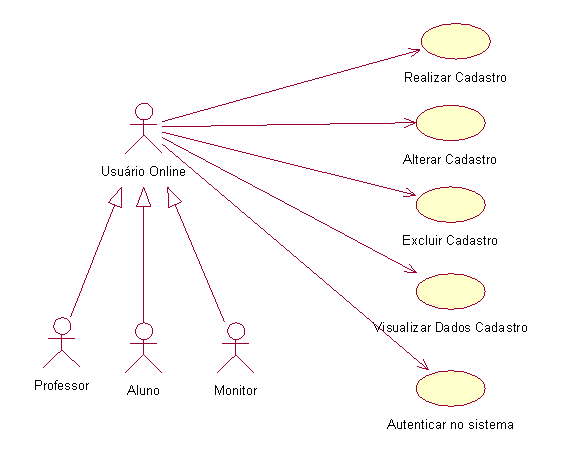 Realizar Cadastro
Alterar Cadastro
Usuário Online
Excluir Cadastro
Visualizar Dados Cadastro
Professor
Aluno
Monitor
Autenticar no sistema